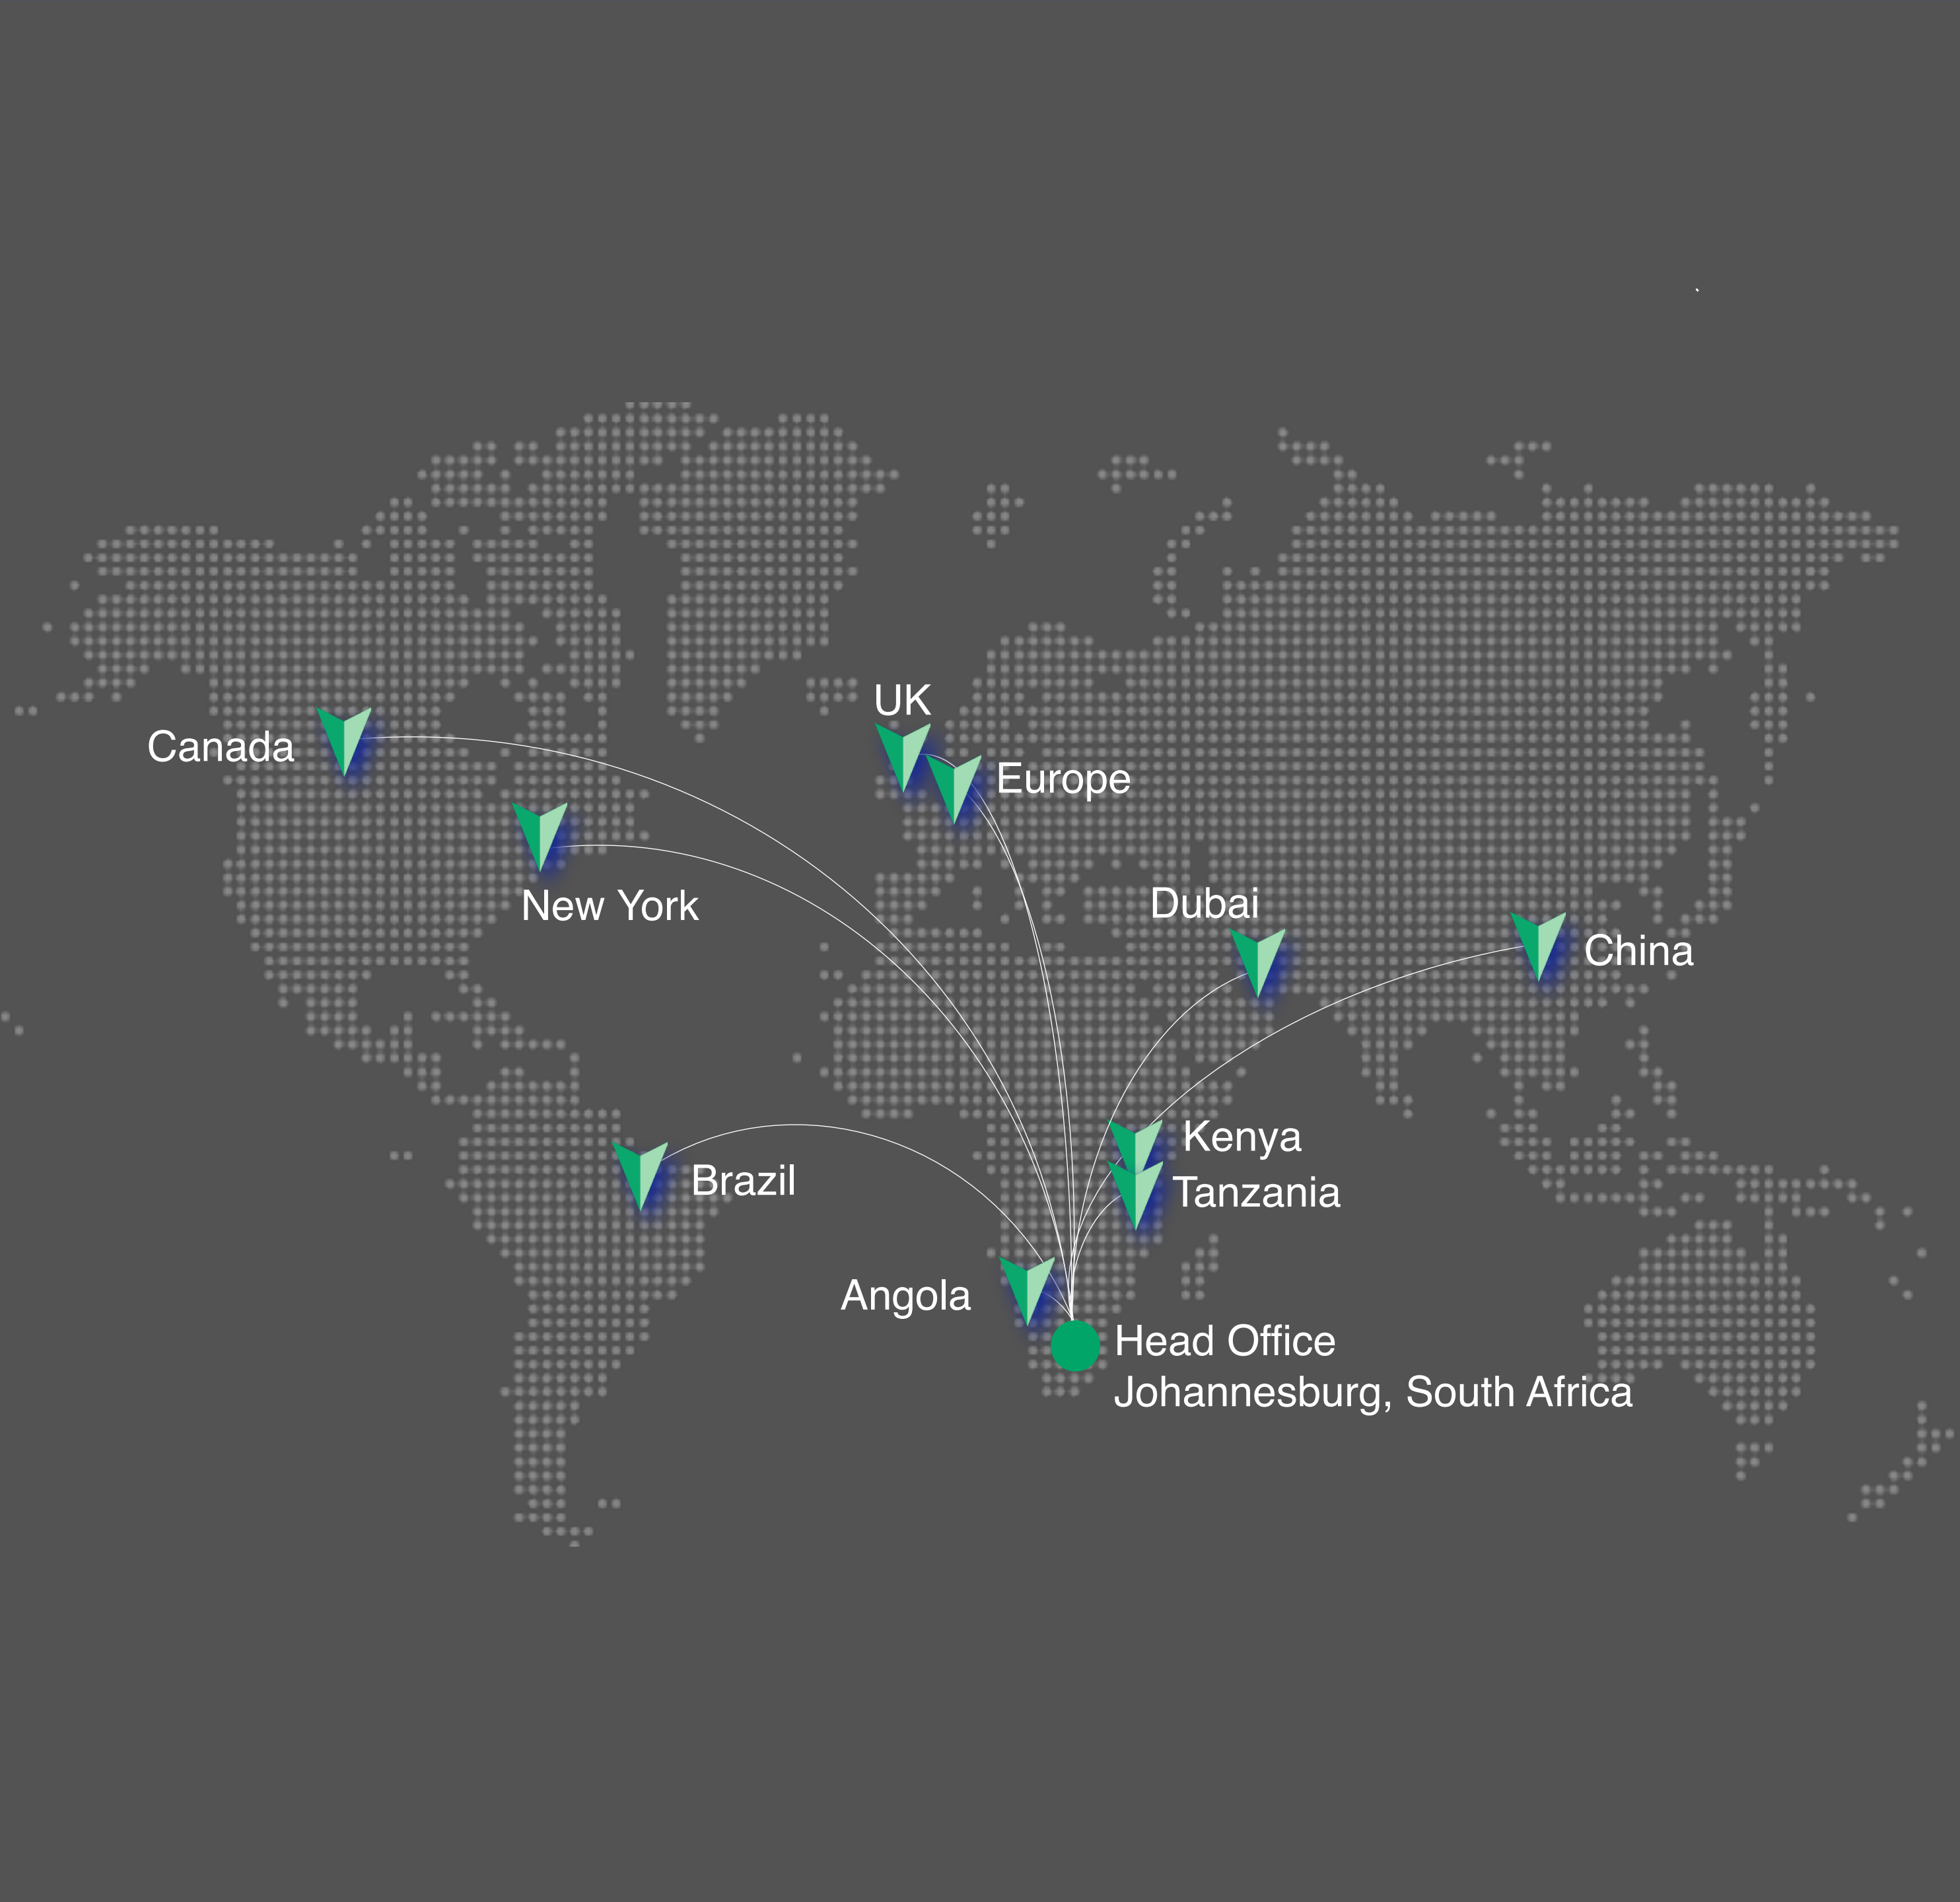 UK
Canada
Europe
New York
Dubai
China
Kenya
Brazil
Tanzania
Angola
Head Office
Johannesburg, South Africa